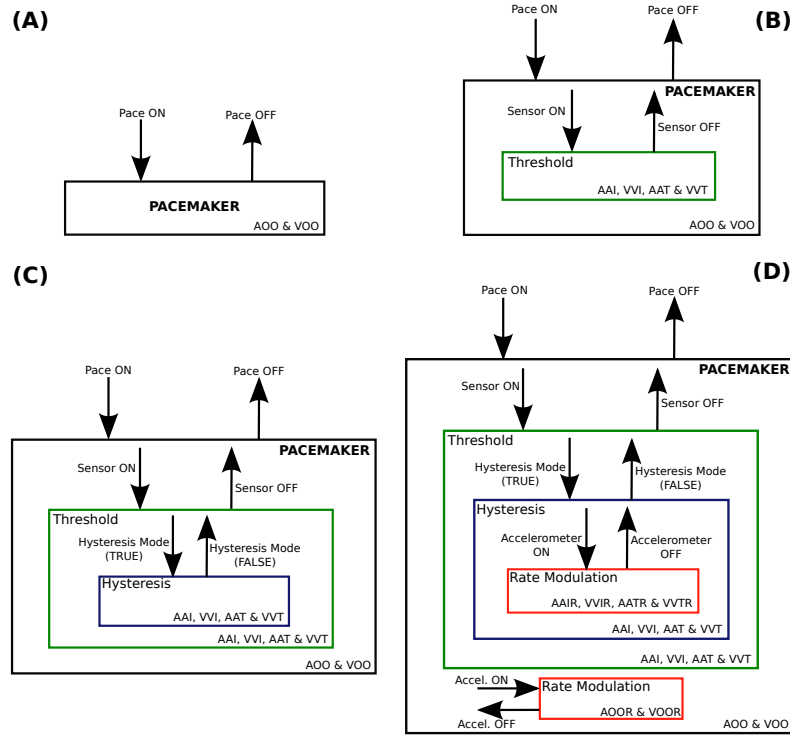 (A)
Pace ON
Pace OFF
PACEMAKER
AOO & VOO
(B)
Pace ON
Pace OFF
PACEMAKER
Sensor ON
Sensor OFF
Threshold
AAI, VVI, AAT & VVT
AOO & VOO
(C)
Pace ON
Pace OFF
PACEMAKER
Sensor ON
Sensor OFF
Threshold
Hysteresis Mode
(TRUE)
Hysteresis Mode
(FALSE)
Hysteresis
AAI, VVI, AAT & VVT
AAI, VVI, AAT & VVT
AOO & VOO
(D)
Pace ON
Pace OFF
PACEMAKER
Sensor ON
Sensor OFF
Threshold
Hysteresis Mode
(TRUE)
Hysteresis Mode
(FALSE)
Hysteresis
Accelerometer
ON
Accelerometer
OFF
Rate Modulation
AAIR, VVIR, AATR & VVTR
AAI, VVI, AAT & VVT
AAI, VVI, AAT & VVT
Accel. ON
Accel. OFF
Rate Modulation
AOOR & VOOR
AOO & VOO